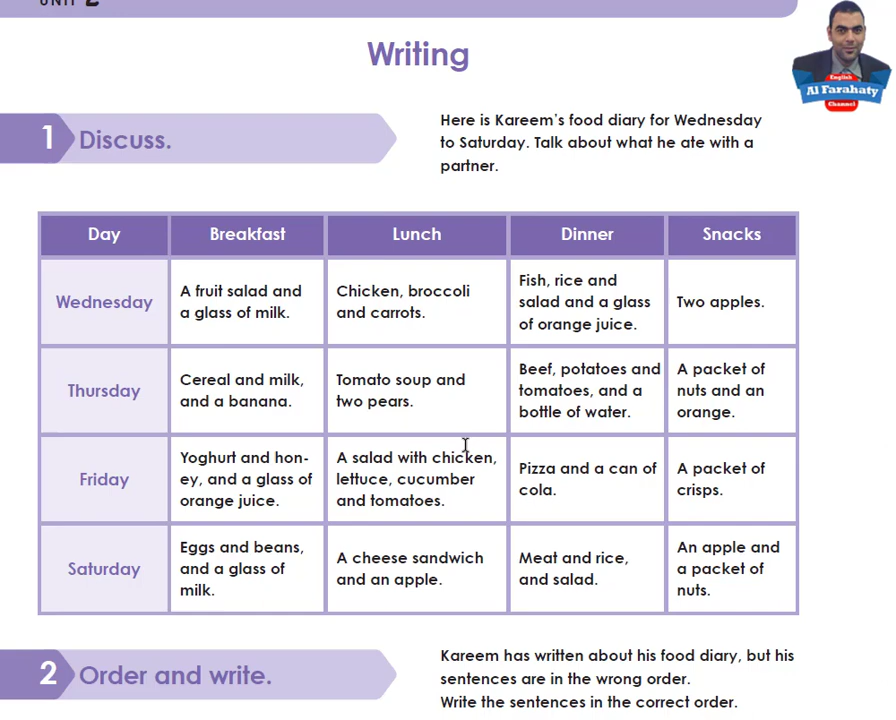 UNIT 2
Writing
English
Al Farahaty
Channel
1 Discuss.
Here is Kareem's food diary for Wednesday
to Saturday. Talk about what he ate with a
partner.
Day Breakfast Lunch Dinner Snacks
Wednesday
A fruit salad and
a glass of milk.
Chicken, broccoli
and carrots.
Fish, rice and
salad and a glass
of orange juice.
Two apples.
Thursday
Cereal and milk,
and a banana.
Tomato soup and
two pears.
Beef, potatoes and
tomatoes, and a
bottle of water.
A packet of
nuts and an
orange.
Friday
Yoghurt and hon-
ey, and a glass of
orange juice.
A salad with chicken,
lettuce, cucumber
and tomatoes.
Pizza and a can of
cola.
A packet of
crisps.
Saturday
Eggs and beans,
and a glass of
milk.
A cheese sandwich
and an apple.
Meat and rice,
and salad.
An apple and
a packet of
nuts.
2 Order and write.
Kareem has written about his food diary, but his
sentences are in the wrong order.
Write the sentences in the correct order.